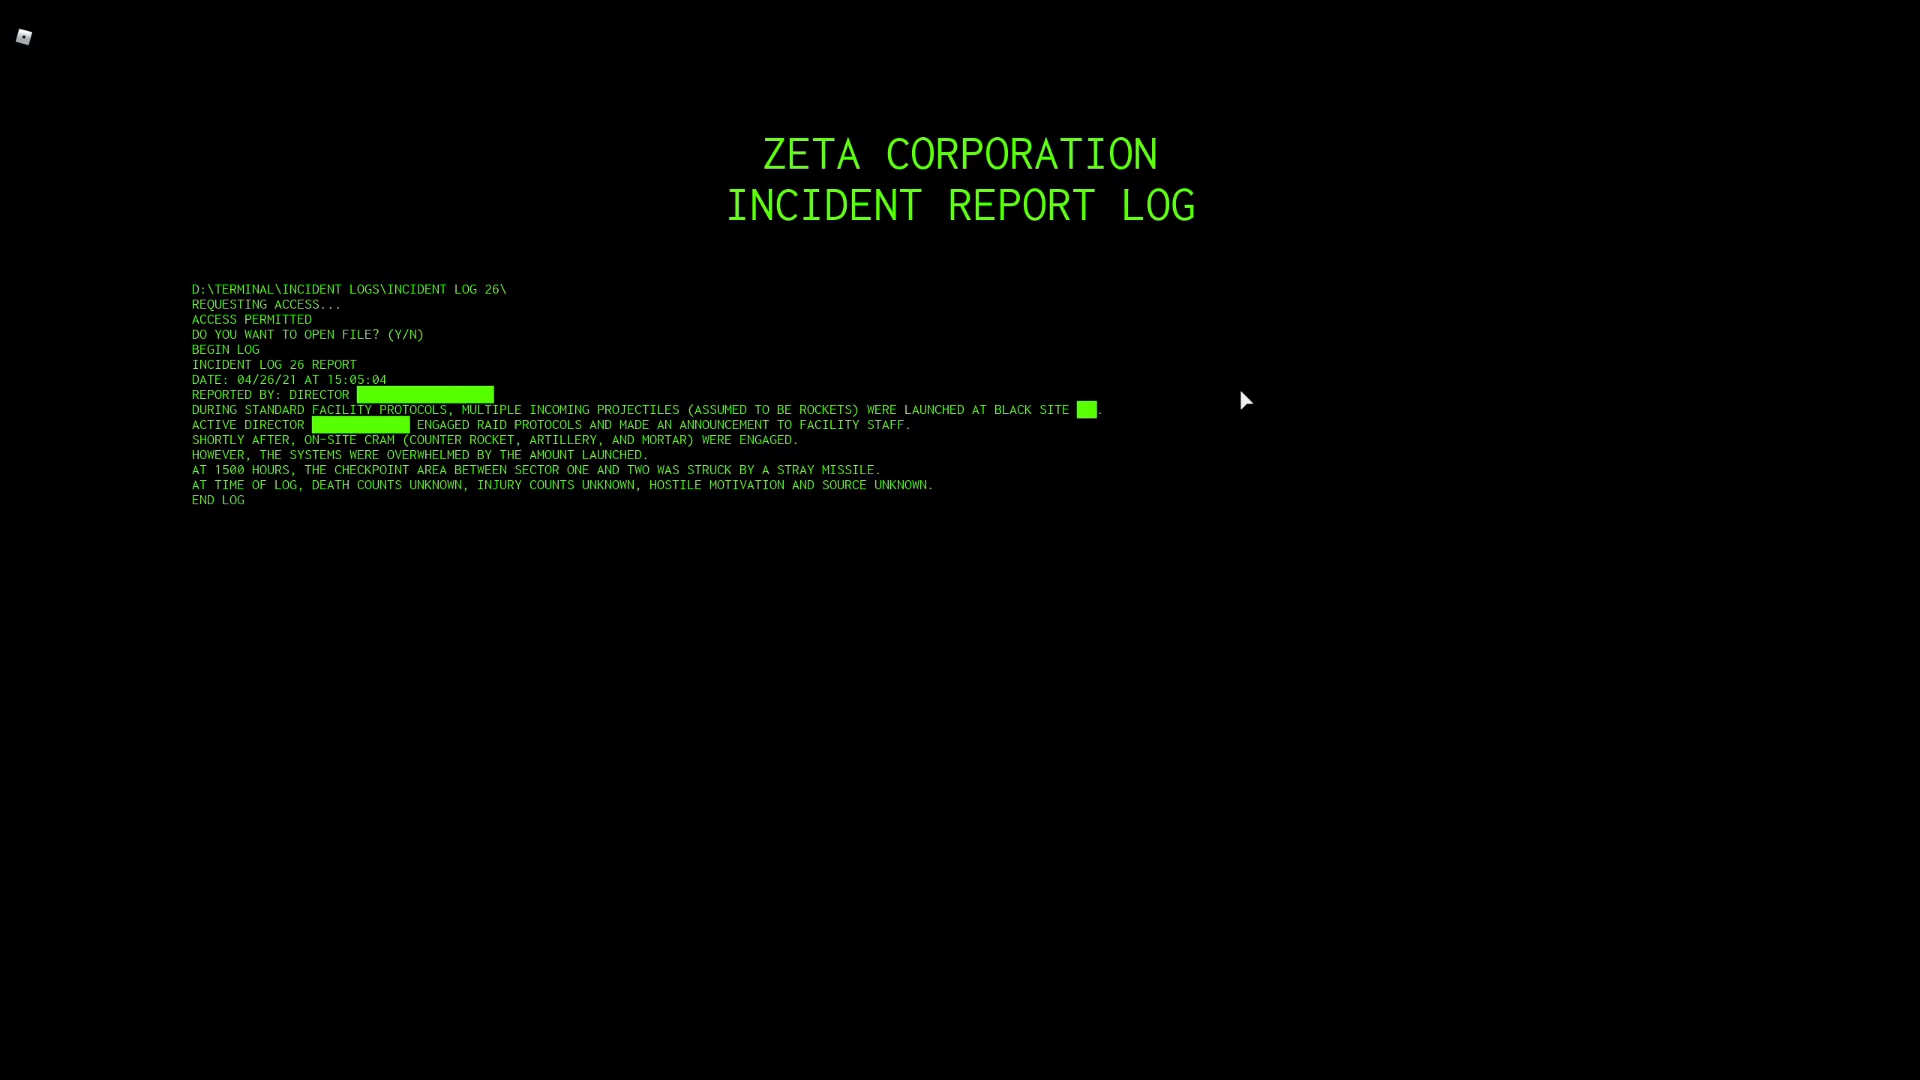 ZETA CORPORATION
INCIDENT REPORT LOG
D:\TERMINAL\INCIDENT LOGS\INCIDENT LOG 26\
REQUESTING ACCESS...
ACCESS PERMITTED
DO YOU WANT TO OPEN FILE? (Y/N)
BEGIN LOG
INCIDENT LOG 26 REPORT
DATE: 04/26/21 AT 15:05:04
REPORTED BY: DIRECTOR
DURING STANDARD FACILITY PROTOCOLS, MULTIPLE INCOMING PROJECTILES (ASSUMED TO BE ROCKETS) WERE LAUNCHED AT BLACK SITE .
ACTIVE DIRECTOR ENGAGED RAID PROTOCOLS AND MADE AN ANNOUNCEMENT TO FACILITY STAFF.
SHORTLY AFTER, ON-SITE CRAM (COUNTER ROCKET, ARTILLERY, AND MORTAR) WERE ENGAGED.
HOWEVER, THE SYSTEMS WERE OVERWHELMED BY THE AMOUNT LAUNCHED.
AT 1500 HOURS, THE CHECKPOINT AREA BETWEEN SECTOR ONE AND TWO WAS STRUCK BY A STRAY MISSILE.
AT TIME OF LOG, DEATH COUNTS UNKNOWN, INJURY COUNTS UNKNOWN, HOSTILE MOTIVATION AND SOURCE UNKNOWN.
END LOG